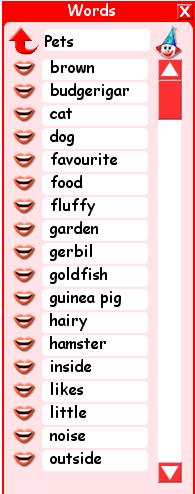 Words
Pets
brown
budgerigar
cat
dog
favourite
food
fluffy
garden
gerbil
goldfish
guinea pig
hairy
hamster
inside
likes
little
noise
outside